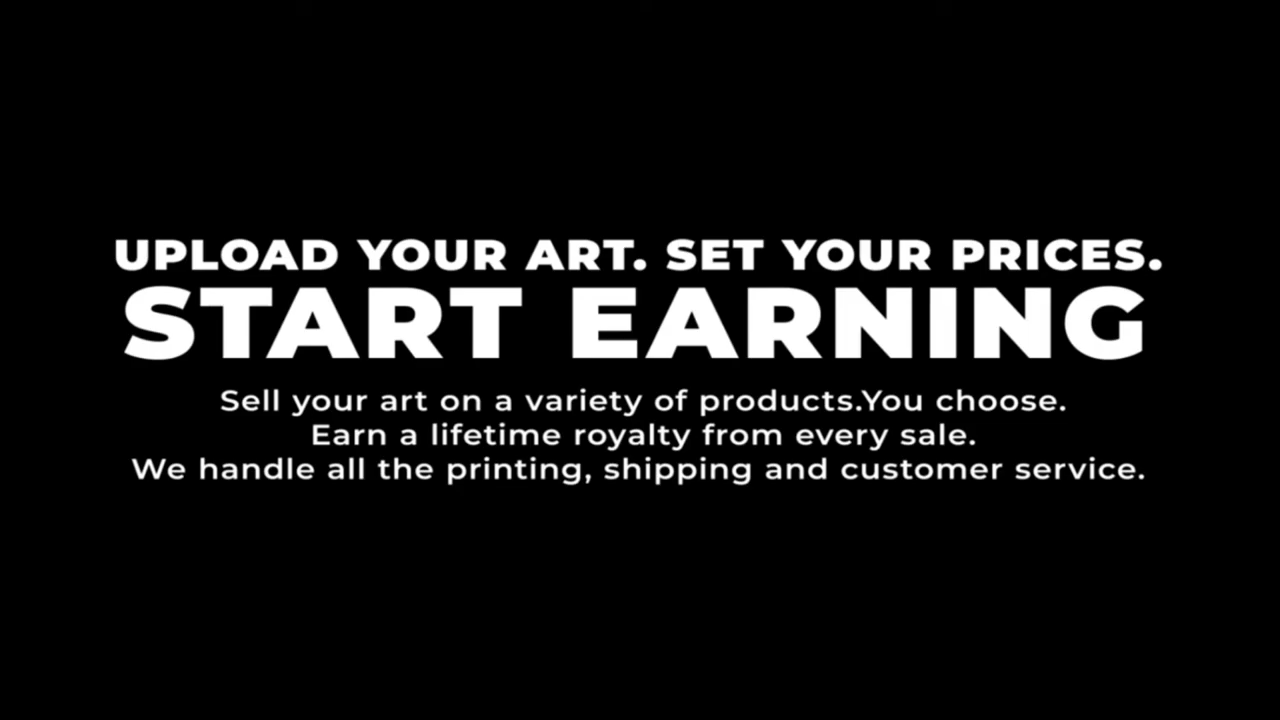 UPLOAD YOUR ART. SET YOUR PRICES.
START EARNING
Sell your art on a variety of products.You choose.
Earn a lifetime royalty from every sale.
We handle all the printing, shipping and customer service.